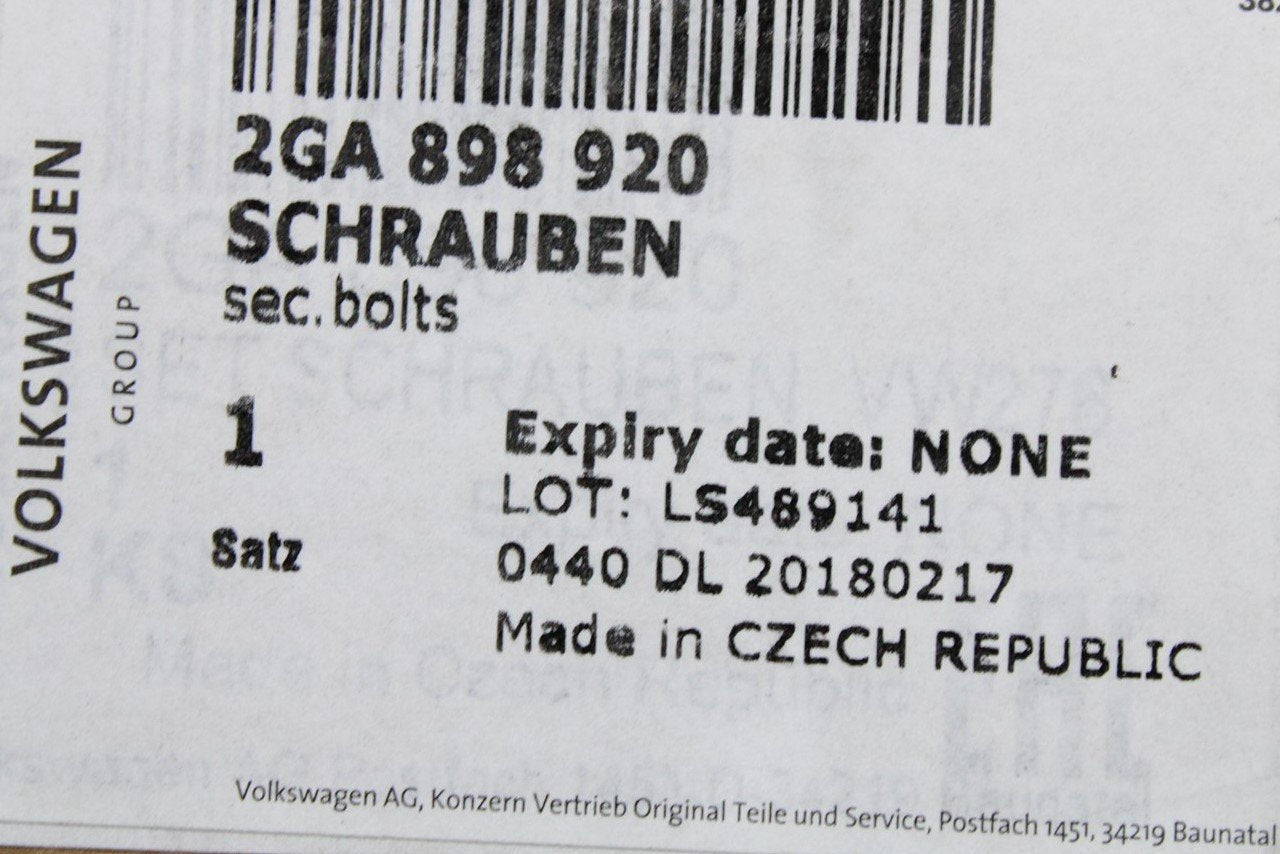 2GA 898 920
SCHRAUBEN
sec.bolts
1
Satz
Expiry date: NONE
LOT: LS489141
0440 DL 20180217
Made in CZECH REPUBLIC
VOLKSWAGEN
GROUP
Volkswagen AG, Konzern Vertrieb Original Teile und Service, Postfach 1451, 34219 Baunatal